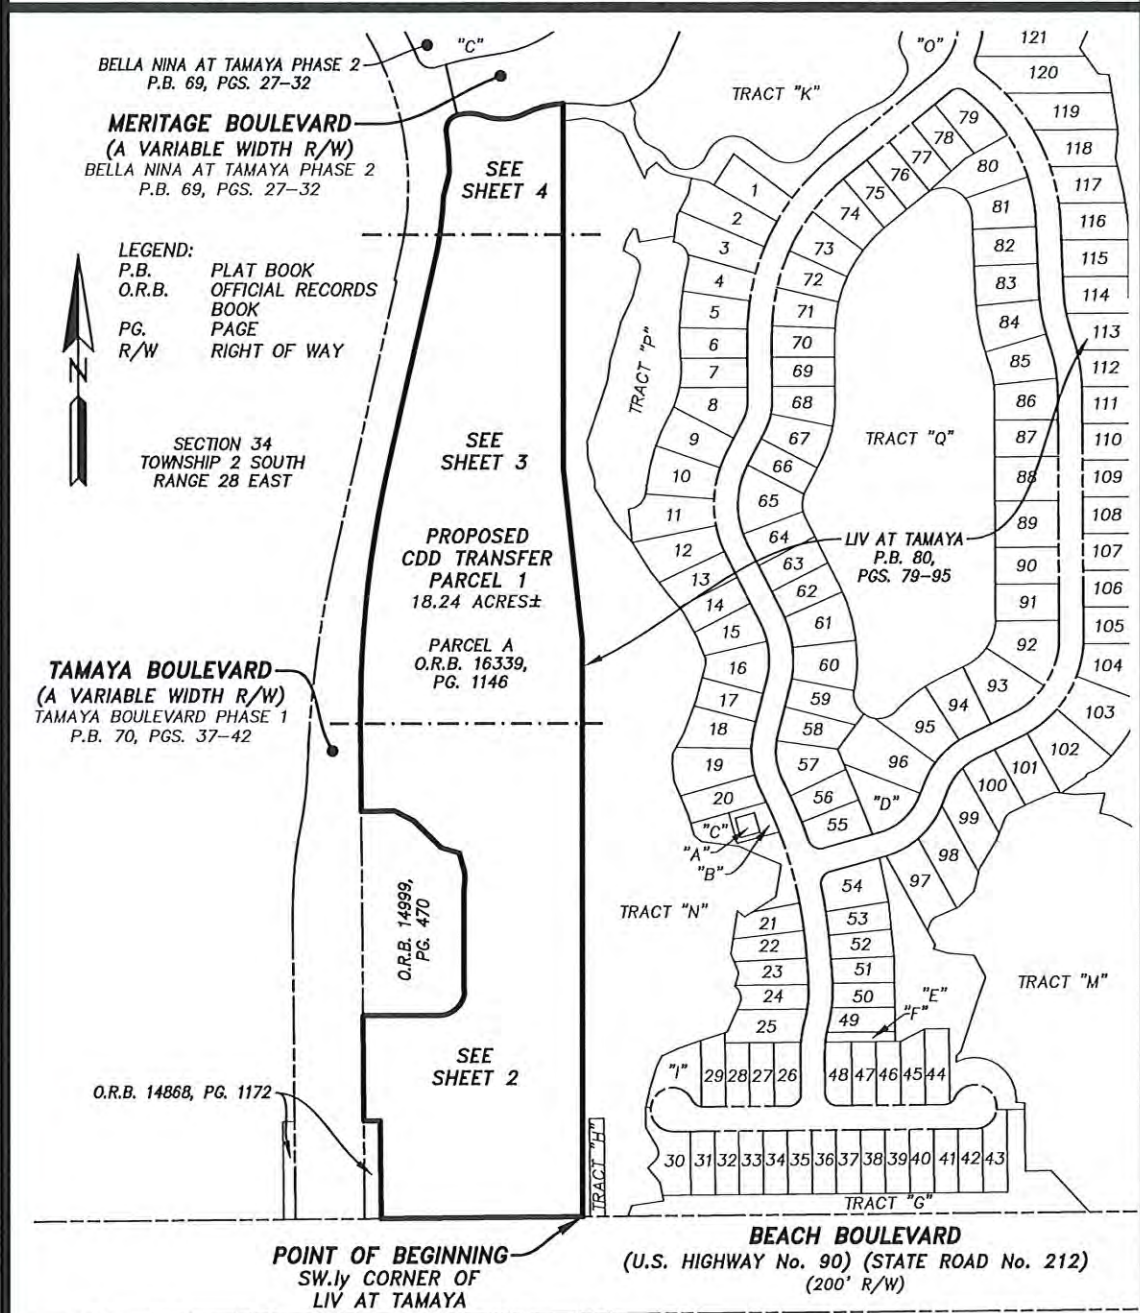 BELLA NINA AT TAMAYA PHASE 2
P.B. 69, PGS. 27-32
"C"
MERITAGE BOULEVARD
(A VARIABLE WIDTH R/W)
BELLA NINA AT TAMAYA PHASE 2
P.B. 69, PGS. 27-32
LEGEND:
P.B. PLAT BOOK
O.R.B. OFFICIAL RECORDS
BOOK
PG. PAGE
R/W RIGHT OF WAY
N
SECTION 34
TOWNSHIP 2 SOUTH
RANGE 28 EAST
SEE
SHEET 4
SEE
SHEET 3
PROPOSED
CDD TRANSFER
PARCEL 1
18.24 ACRES±
PARCEL A
O.R.B. 16339,
PG. 1146
TAMAYA BOULEVARD
(A VARIABLE WIDTH R/W)
TAMAYA BOULEVARD PHASE 1
P.B. 70, PGS. 37-42
O.R.B. 14999,
PG. 470
SEE
SHEET 2
O.R.B. 14868, PG. 1172
TRACT "H"
POINT OF BEGINNING
SW.ly CORNER OF
LIV AT TAMAYA
BEACH BOULEVARD
(U.S. HIGHWAY No. 90) (STATE ROAD No. 212)
(200' R/W)
TRACT "K"
"O"
TRACT "P"
TRACT "Q"
LIV AT TAMAYA
P.B. 80,
PGS. 79-95
1
2
3
4
5
6
7
8
9
10
11
12
13
14
15
16
17
18
19
20
"C"
"A"
"B"
TRACT "N"
21
22
23
24
25
"I"
29
28
27
26
48
47
46
45
44
30
31
32
33
34
35
36
37
38
39
40
41
42
43
TRACT "G"
49
"F"
50
"E"
51
52
53
54
55
"D"
56
57
58
59
60
61
62
63
64
65
66
67
68
69
70
71
72
73
74
75
76
77
78
79
80
81
82
83
84
85
86
87
88
89
90
91
92
93
94
95
96
97
98
99
100
101
102
103
104
105
106
107
108
109
110
111
112
113
114
115
116
117
118
119
120
121
TRACT "M"